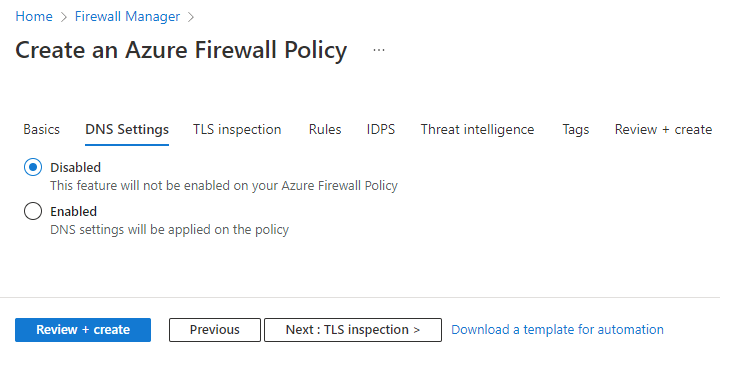 Home > Firewall Manager >
Create an Azure Firewall Policy ...
Basics DNS Settings TLS inspection Rules IDPS Threat intelligence Tags Review + create
Disabled
This feature will not be enabled on your Azure Firewall Policy
Enabled
DNS settings will be applied on the policy
Review + create Previous Next : TLS inspection > Download a template for automation